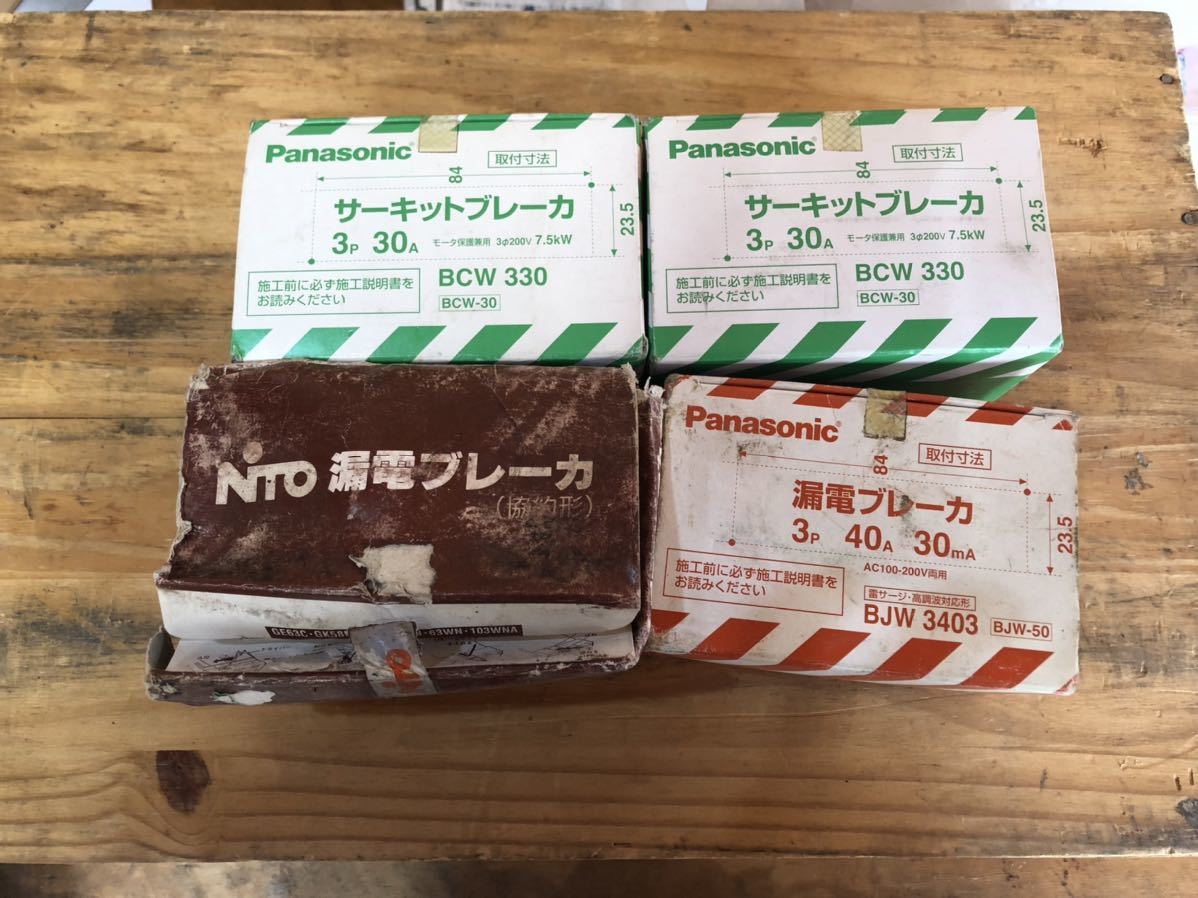 Panasonic
取付寸法
84
サーキットブレーカ
23.5
3P 30A モータ保護兼用 3φ200V 7.5kW
施工前に必ず施工説明書を
お読みください
BCW 330
BCW-30
Panasonic
取付寸法
84
サーキットブレーカ
23.5
3P 30A モータ保護兼用 3φ200V 7.5kW
施工前に必ず施工説明書を
お読みください
BCW 330
BCW-30
NITO 漏電ブレーカ
(協約形)
GE63C・
63WN・103WNA
Panasonic
取付寸法
84
漏電ブレーカ
23.5
3P 40A 30mA
AC100-200V両用
施工前に必ず施工説明書を
お読みください
雷サージ・高調波対応形
BJW 3403 BJW-50